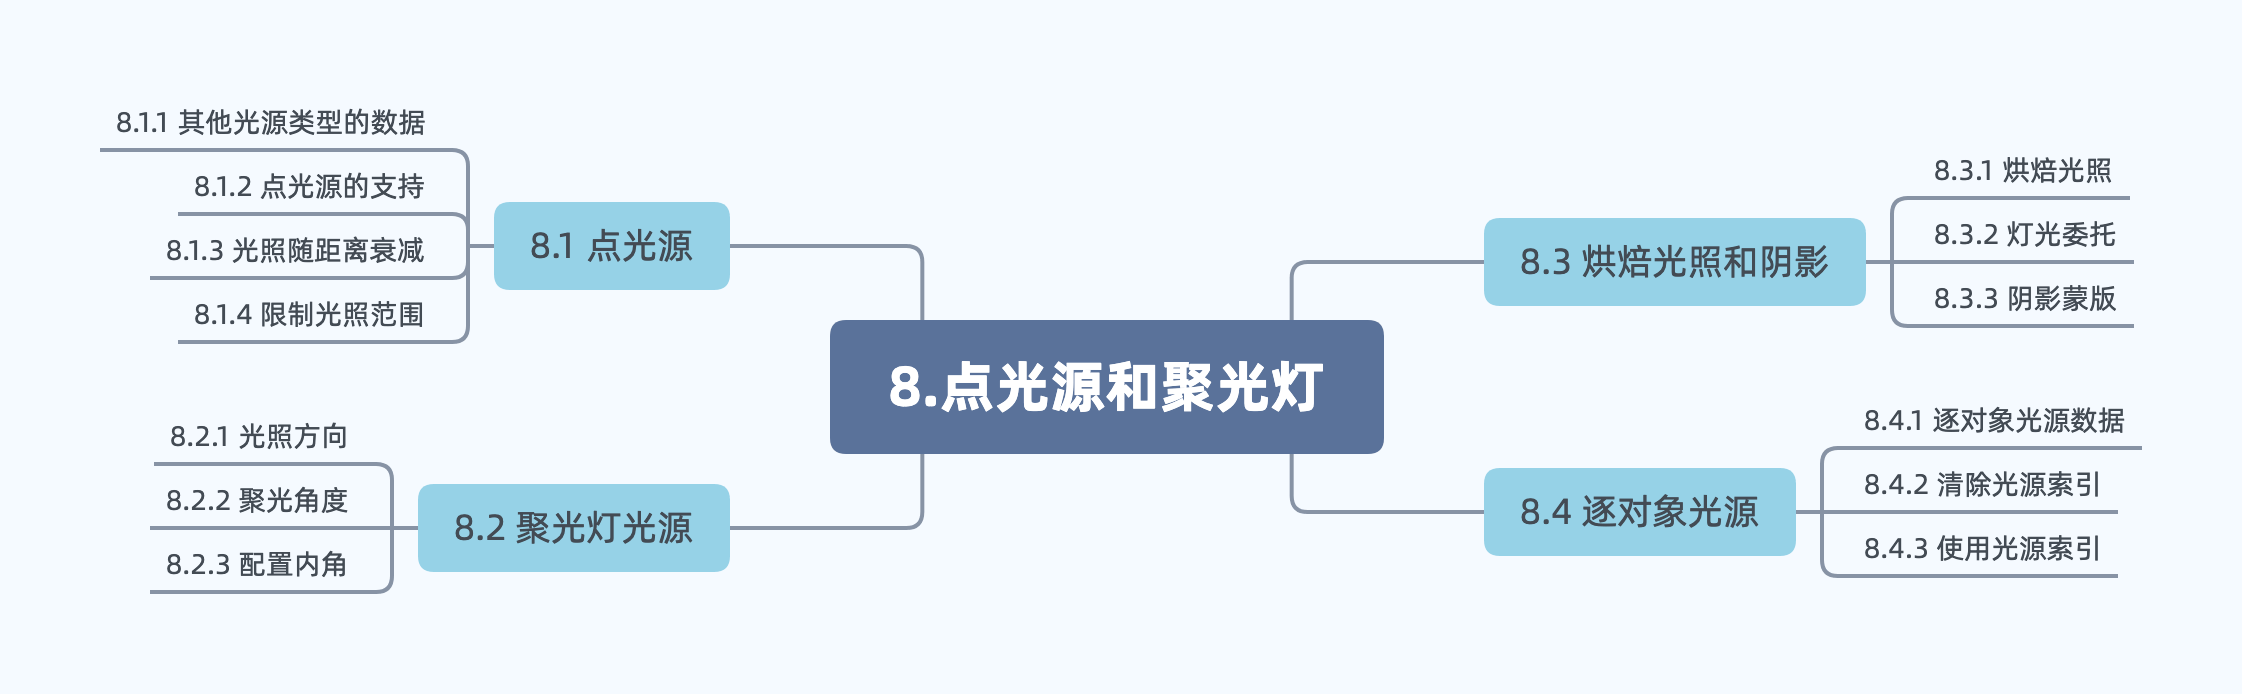 8.点光源和聚光灯
8.1 点光源
8.1.1 其他光源类型的数据
8.1.2 点光源的支持
8.1.3 光照随距离衰减
8.1.4 限制光照范围
8.2 聚光灯光源
8.2.1 光照方向
8.2.2 聚光角度
8.2.3 配置内角
8.3 烘焙光照和阴影
8.3.1 烘焙光照
8.3.2 灯光委托
8.3.3 阴影蒙版
8.4 逐对象光源
8.4.1 逐对象光源数据
8.4.2 清除光源索引
8.4.3 使用光源索引